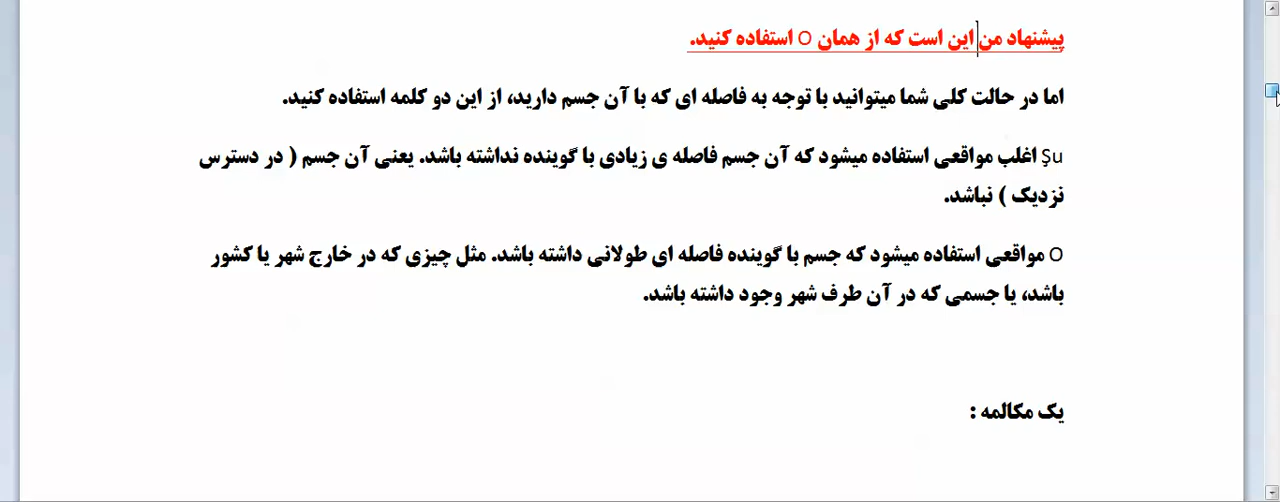 پیشنهاد من این است که از همان O استفاده کنید.
اما در حالت کلی شما میتوانید با توجه به فاصله ای که با آن جسم دارید، از این دو کلمه استفاده کنید.
Şu اغلب مواقعی استفاده میشود که آن جسم فاصله ی زیادی با گوینده نداشته باشد. یعنی آن جسم ( در دسترس
نزدیک ) نباشد.
O مواقعی استفاده میشود که جسم با گوینده فاصله ای طولانی داشته باشد. مثل چیزی که در خارج شهر یا کشور
باشد، یا جسمی که در آن طرف شهر وجود داشته باشد.
یک مکالمه :